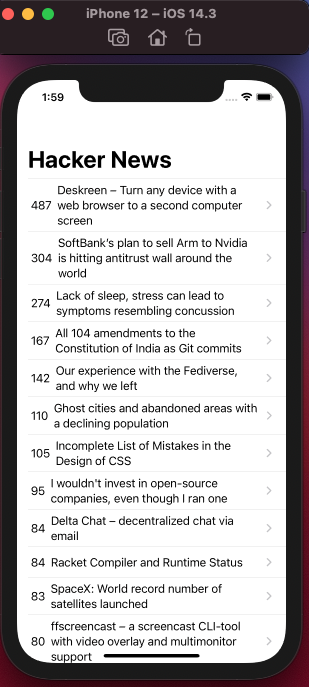 iPhone 12 – iOS 14.3
1:59
Hacker News
Deskreen – Turn any device with a
487 web browser to a second computer
screen
SoftBank's plan to sell Arm to Nvidia
304 is hitting antitrust wall around the
world
274 Lack of sleep, stress can lead to
symptoms resembling concussion
167 All 104 amendments to the
Constitution of India as Git commits
142 Our experience with the Fediverse,
and why we left
110 Ghost cities and abandoned areas with
a declining population
105 Incomplete List of Mistakes in the
Design of CSS
95 I wouldn't invest in open-source
companies, even though I ran one
84 Delta Chat – decentralized chat via
email
84 Racket Compiler and Runtime Status
83 SpaceX: World record number of
satellites launched
ffscreencast – a screencast CLI-tool
80 with video overlay and multimonitor
support